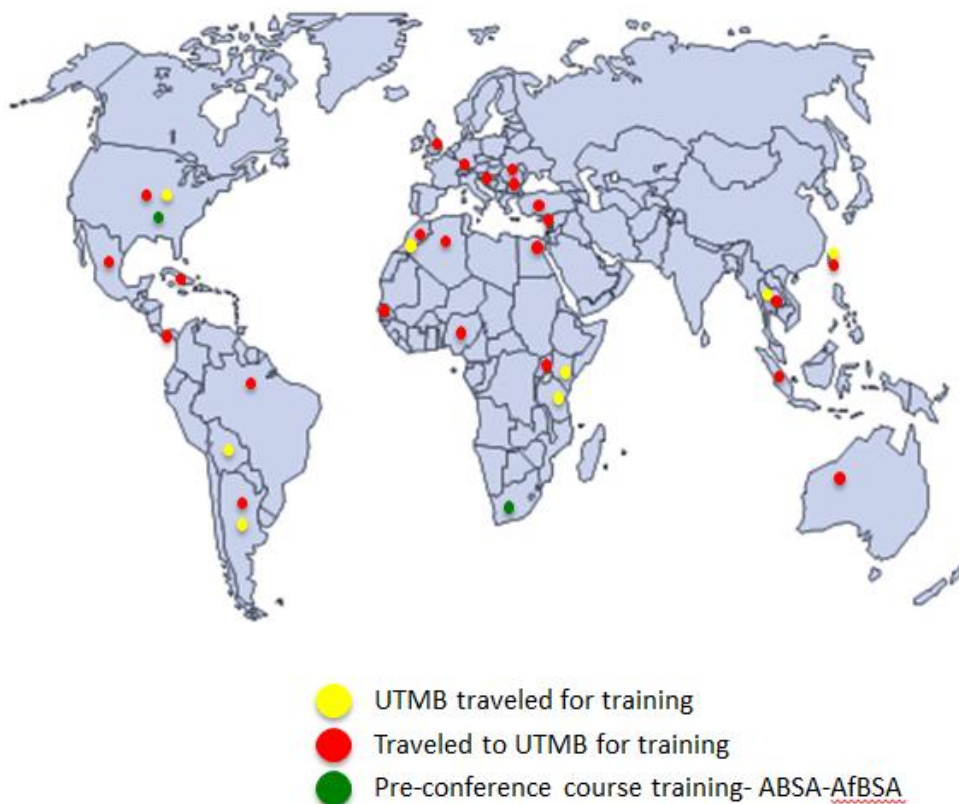 UTMB traveled for training
Traveled to UTMB for training
Pre-conference course training- ABSA-AfBSA